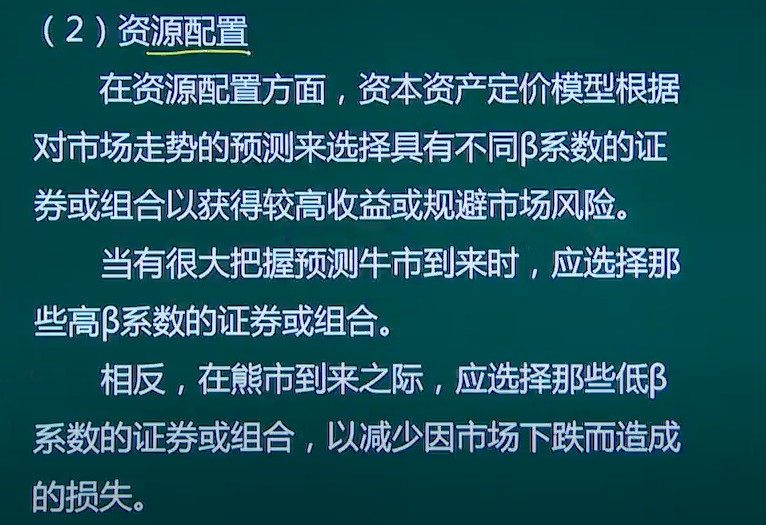 （2）资源配置
在资源配置方面，资本资产定价模型根据
对市场走势的预测来选择具有不同β系数的证
券或组合以获得较高收益或规避市场风险。
当有很大把握预测牛市到来时，应选择那
些高β系数的证券或组合。
相反，在熊市到来之际，应选择那些低β
系数的证券或组合，以减少因市场下跌而造成
的损失。